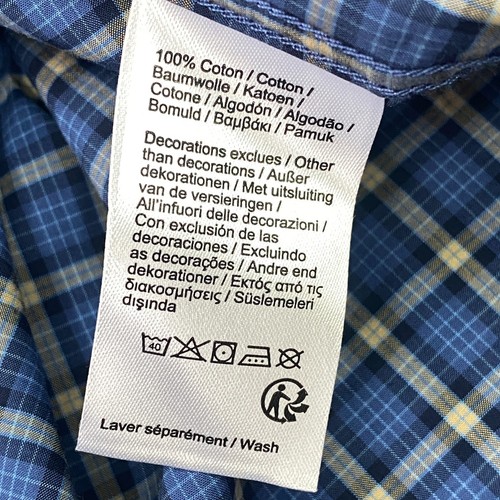 100% Coton / Cotton /
Baumwolle / Katoen /
Cotone / Algodón / Algodão /
Bomuld / Βαμβάκι / Pamuk
Decorations exclues / Other
than decorations / Außer
dekorationen / Met uitsluiting
van de versieringen /
All'infuori delle decorazioni /
Con exclusión de las
decoraciones / Excluindo
as decorações / Andre end
dekorationer / Εκτός από τις
διακοσμήσεις / Süslemeleri
dışında
40
Laver séparément / Wash